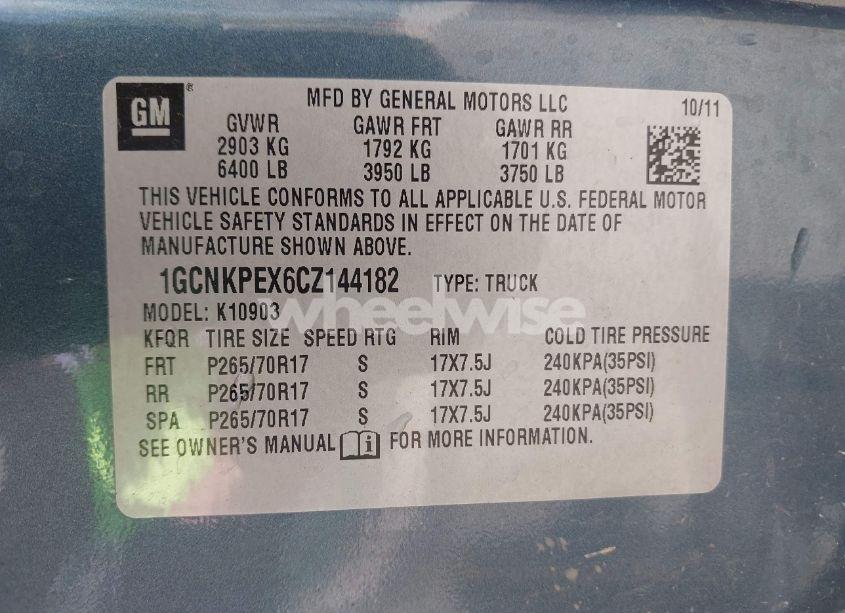 GM ®
MFD BY GENERAL MOTORS LLC 10/11
GVWR GAWR FRT GAWR RR
2903 KG 1792 KG 1701 KG
6400 LB 3950 LB 3750 LB
THIS VEHICLE CONFORMS TO ALL APPLICABLE U.S. FEDERAL MOTOR
VEHICLE SAFETY STANDARDS IN EFFECT ON THE DATE OF
MANUFACTURE SHOWN ABOVE.
1GCNKPEX6CZ144182 TYPE: TRUCK
MODEL: K10903
wheelwise
KFQR TIRE SIZE SPEED RTG RIM COLD TIRE PRESSURE
FRT P265/70R17 S 17X7.5J 240KPA(35PSI)
RR P265/70R17 S 17X7.5J 240KPA(35PSI)
SPA P265/70R17 S 17X7.5J 240KPA(35PSI)
SEE OWNER'S MANUAL i FOR MORE INFORMATION.
wheelwise